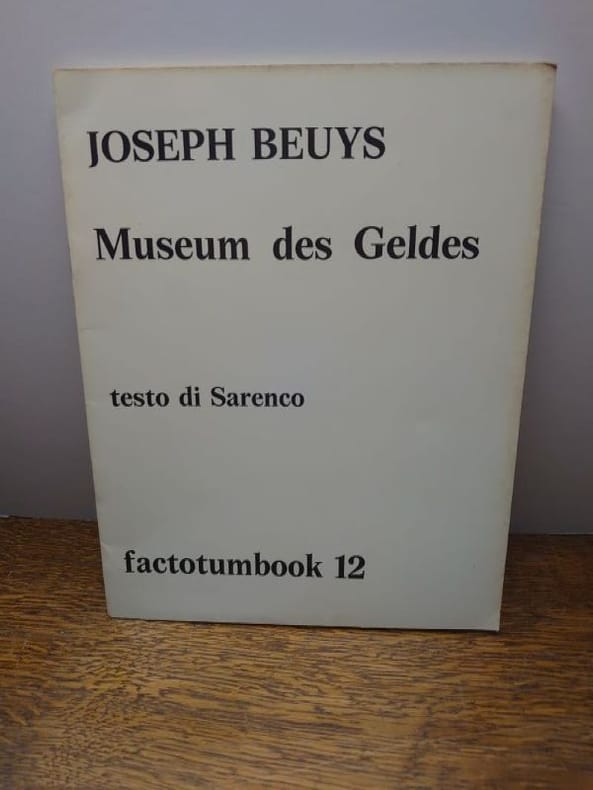 JOSEPH BEUYS
Museum des Geldes
testo di Sarenco
factotumbook 12